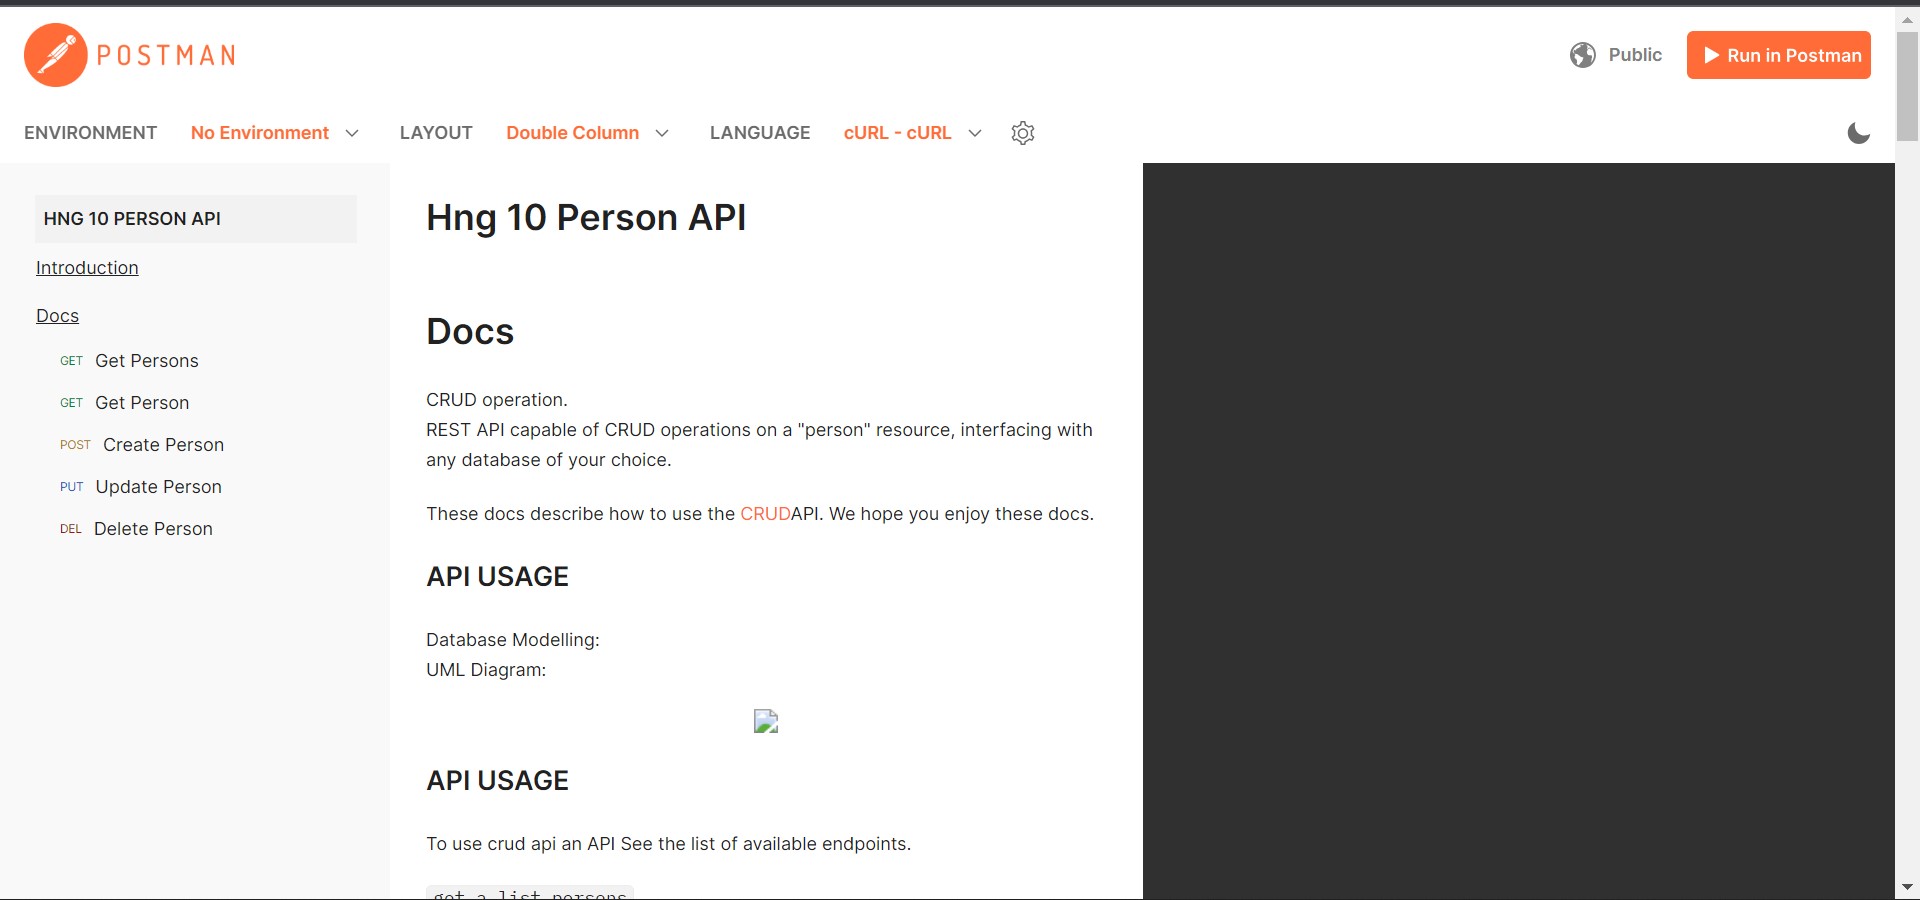 POSTMAN
Public
Run in Postman
ENVIRONMENT No Environment LAYOUT Double Column LANGUAGE cURL - cURL
HNG 10 PERSON API
Introduction
Docs
GET Get Persons
GET Get Person
POST Create Person
PUT Update Person
DEL Delete Person
Hng 10 Person API
Docs
CRUD operation.
REST API capable of CRUD operations on a "person" resource, interfacing with
any database of your choice.
These docs describe how to use the CRUDAPI. We hope you enjoy these docs.
API USAGE
Database Modelling:
UML Diagram:
API USAGE
To use crud api an API See the list of available endpoints.
get a list persons